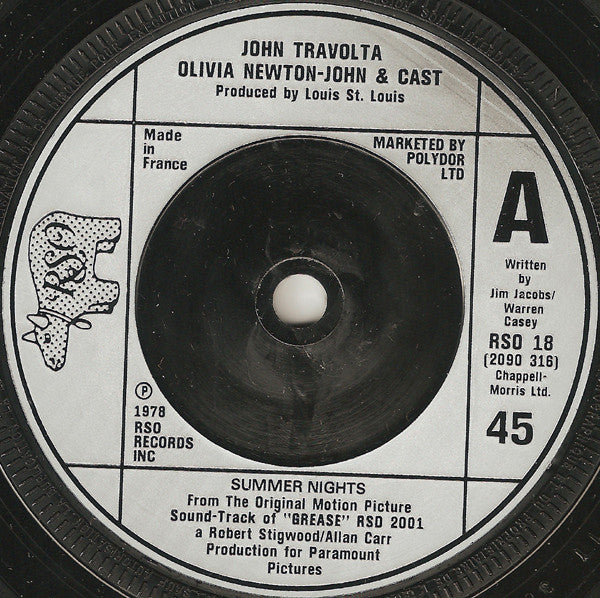 JOHN TRAVOLTA
OLIVIA NEWTON-JOHN & CAST
Produced by Louis St. Louis
Made
in
France
MARKETED BY
POLYDOR
LTD
RSO
A
Written
by
Jim Jacobs/
Warren
Casey
RSO 18
(2090 316)
Chappell-
Morris Ltd.
45
Ⓟ
1978
RSO
RECORDS
INC
SUMMER NIGHTS
From The Original Motion Picture
Sound-Track of "GREASE" RSD 2001
a Robert Stigwood/Allan Carr
Production for Paramount
Pictures